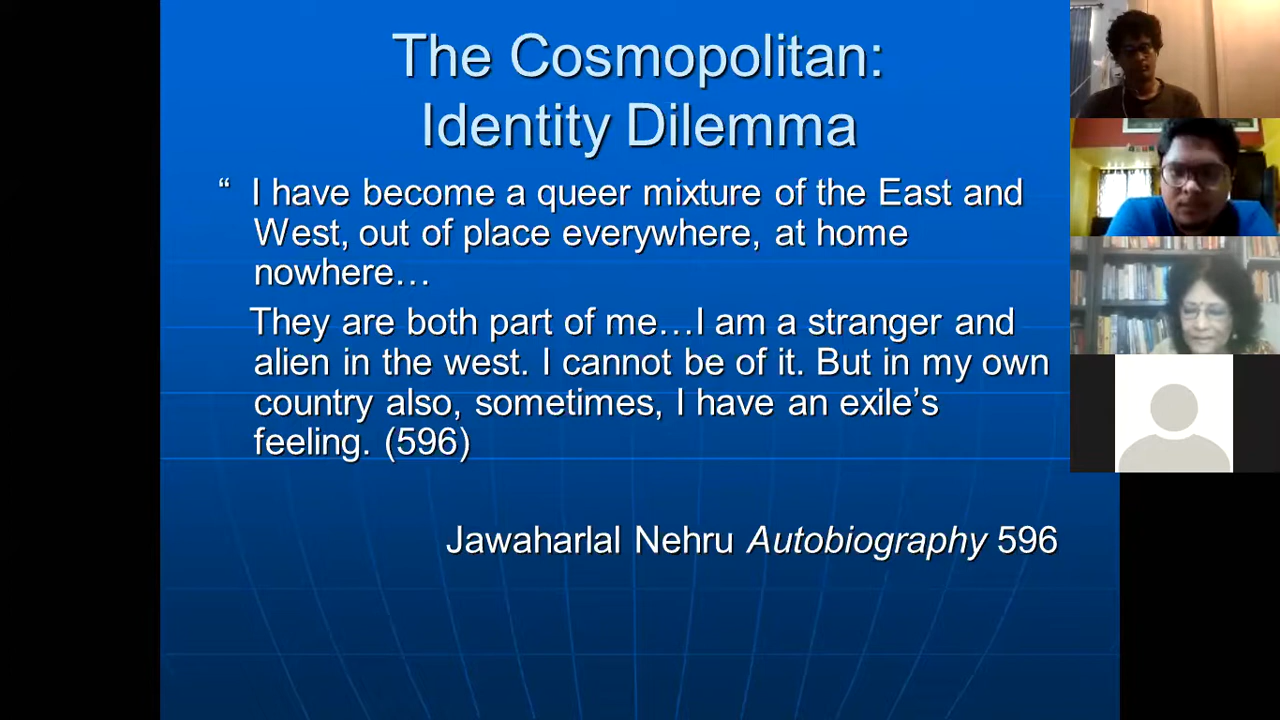 The Cosmopolitan:
Identity Dilemma
“ I have become a queer mixture of the East and
West, out of place everywhere, at home
nowhere…
They are both part of me…I am a stranger and
alien in the west. I cannot be of it. But in my own
country also, sometimes, I have an exile’s
feeling. (596)
Jawaharlal Nehru Autobiography 596